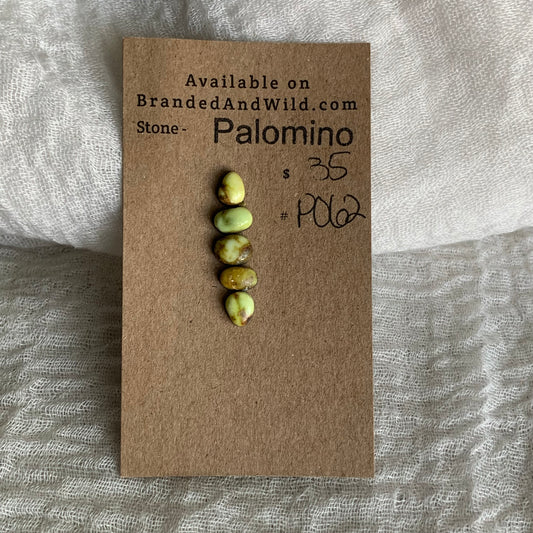 Available on
BrandedAndWild.com
Stone - Palomino
$ 35
# P062